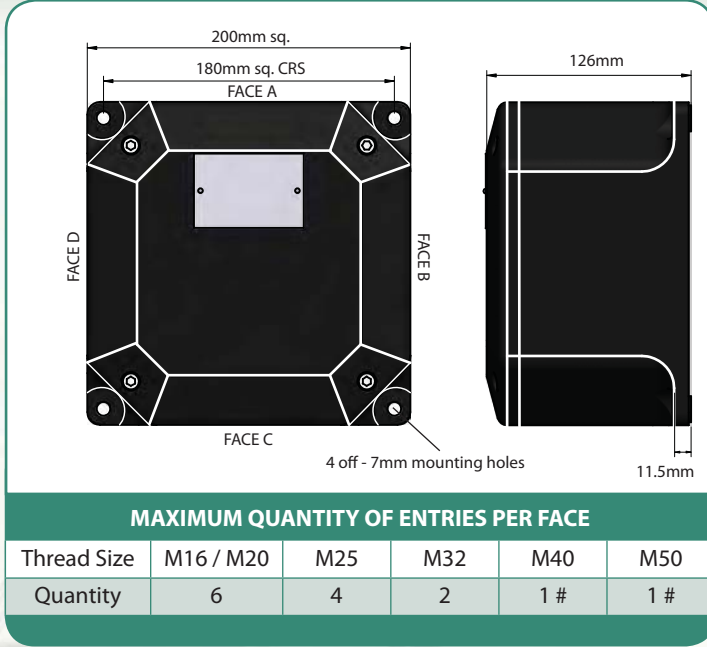 200mm sq.
180mm sq. CRS
FACE A
126mm
FACE D
FACE B
FACE C
4 off - 7mm mounting holes
11.5mm
MAXIMUM QUANTITY OF ENTRIES PER FACE
Thread Size M16 / M20 M25 M32 M40 M50
Quantity 6 4 2 1 # 1 #